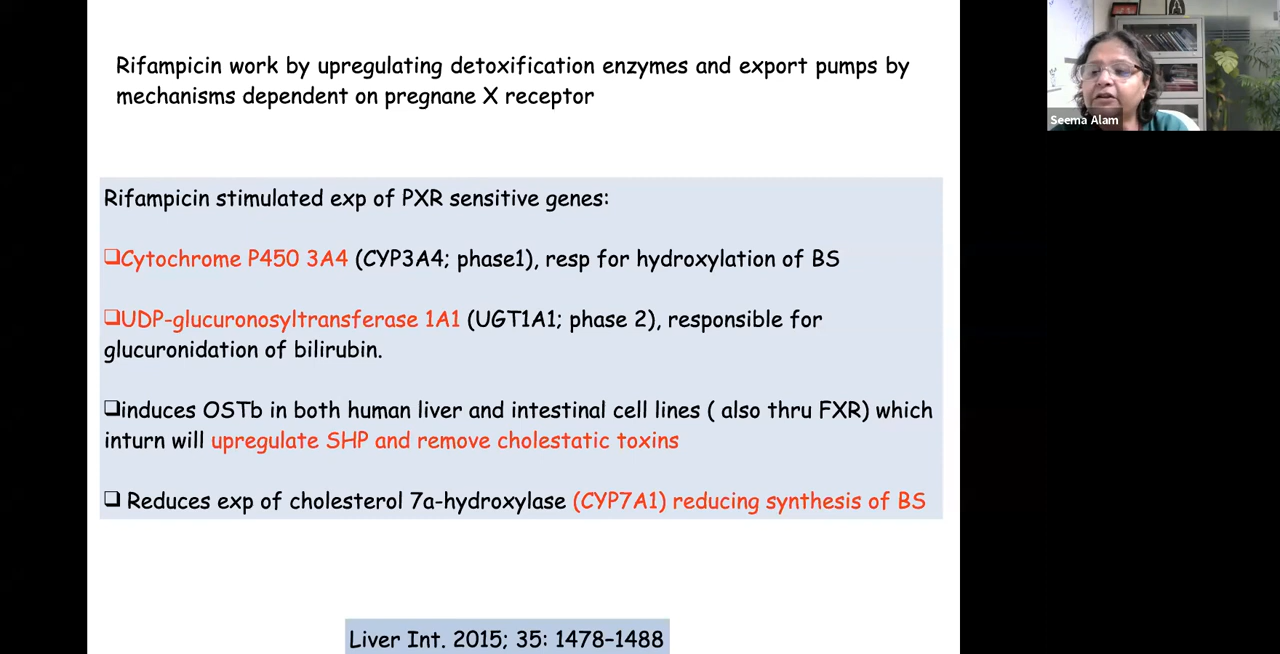 Rifampicin work by upregulating detoxification enzymes and export pumps by
mechanisms dependent on pregnane X receptor
Seema Alam
Rifampicin stimulated exp of PXR sensitive genes:
❑Cytochrome P450 3A4 (CYP3A4; phase1), resp for hydroxylation of BS
❑UDP-glucuronosyltransferase 1A1 (UGT1A1; phase 2), responsible for
glucuronidation of bilirubin.
❑induces OSTb in both human liver and intestinal cell lines ( also thru FXR) which
inturn will upregulate SHP and remove cholestatic toxins
❑ Reduces exp of cholesterol 7a-hydroxylase (CYP7A1) reducing synthesis of BS
Liver Int. 2015; 35: 1478–1488